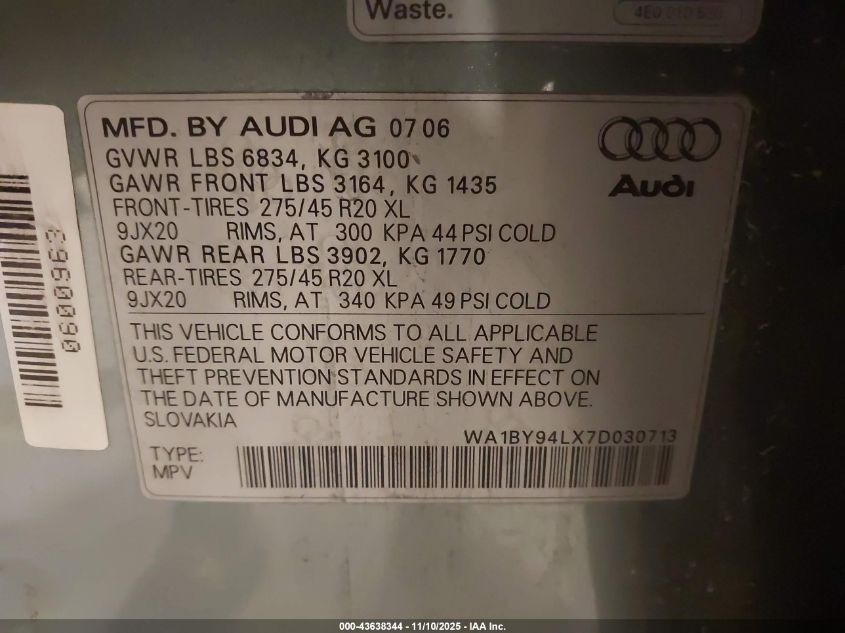 Waste.
MFD. BY AUDI AG 07 06
GVWR LBS 6834, KG 3100
GAWR FRONT LBS 3164, KG 1435
FRONT-TIRES 275/45 R20 XL
9JX20 RIMS, AT 300 KPA 44 PSI COLD
GAWR REAR LBS 3902, KG 1770
REAR-TIRES 275/45 R20 XL
9JX20 RIMS, AT 340 KPA 49 PSI COLD
Audi
THIS VEHICLE CONFORMS TO ALL APPLICABLE
U.S. FEDERAL MOTOR VEHICLE SAFETY AND
THEFT PREVENTION STANDARDS IN EFFECT ON
THE DATE OF MANUFACTURE SHOWN ABOVE.
SLOVAKIA
WA1BY94LX7D030713
TYPE:
MPV
0600963
000-43638344 - 11/10/2025 - IAA Inc.